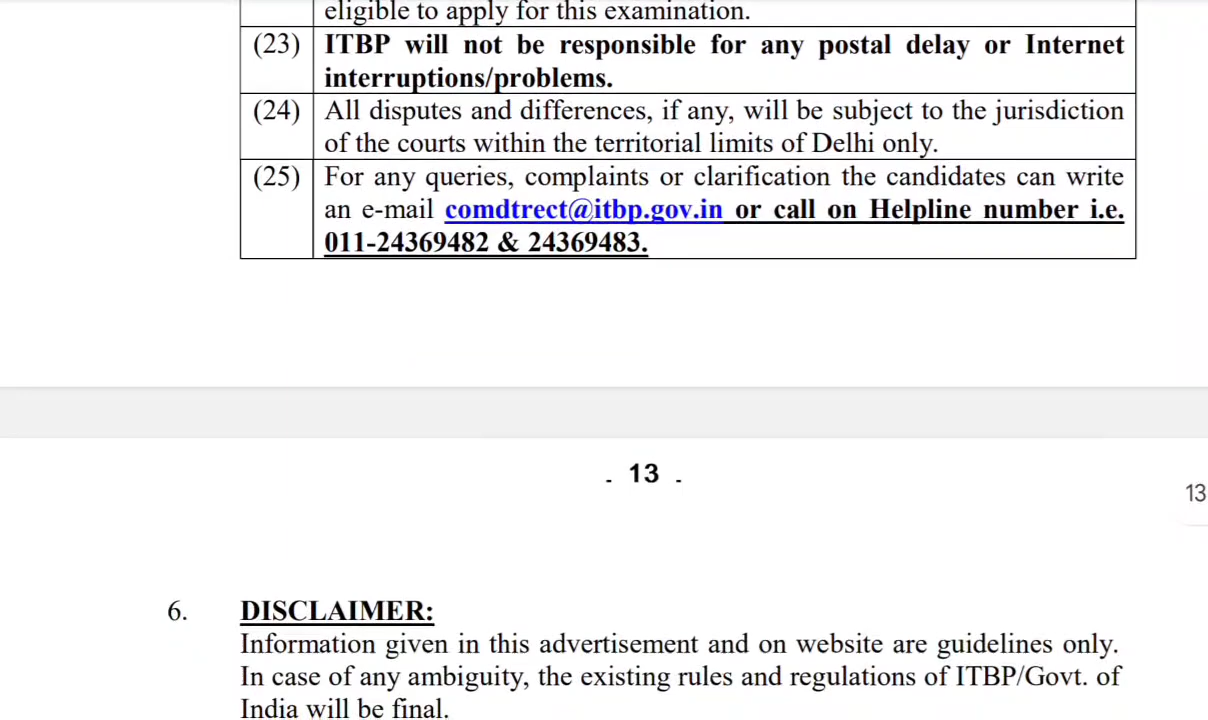 eligible to apply for this examination.
(23) ITBP will not be responsible for any postal delay or Internet
interruptions/problems.
(24) All disputes and differences, if any, will be subject to the jurisdiction
of the courts within the territorial limits of Delhi only.
(25) For any queries, complaints or clarification the candidates can write
an e-mail comdtrect@itbp.gov.in or call on Helpline number i.e.
011-24369482 & 24369483.
- 13 -
13
6. DISCLAIMER:
Information given in this advertisement and on website are guidelines only.
In case of any ambiguity, the existing rules and regulations of ITBP/Govt. of
India will be final.